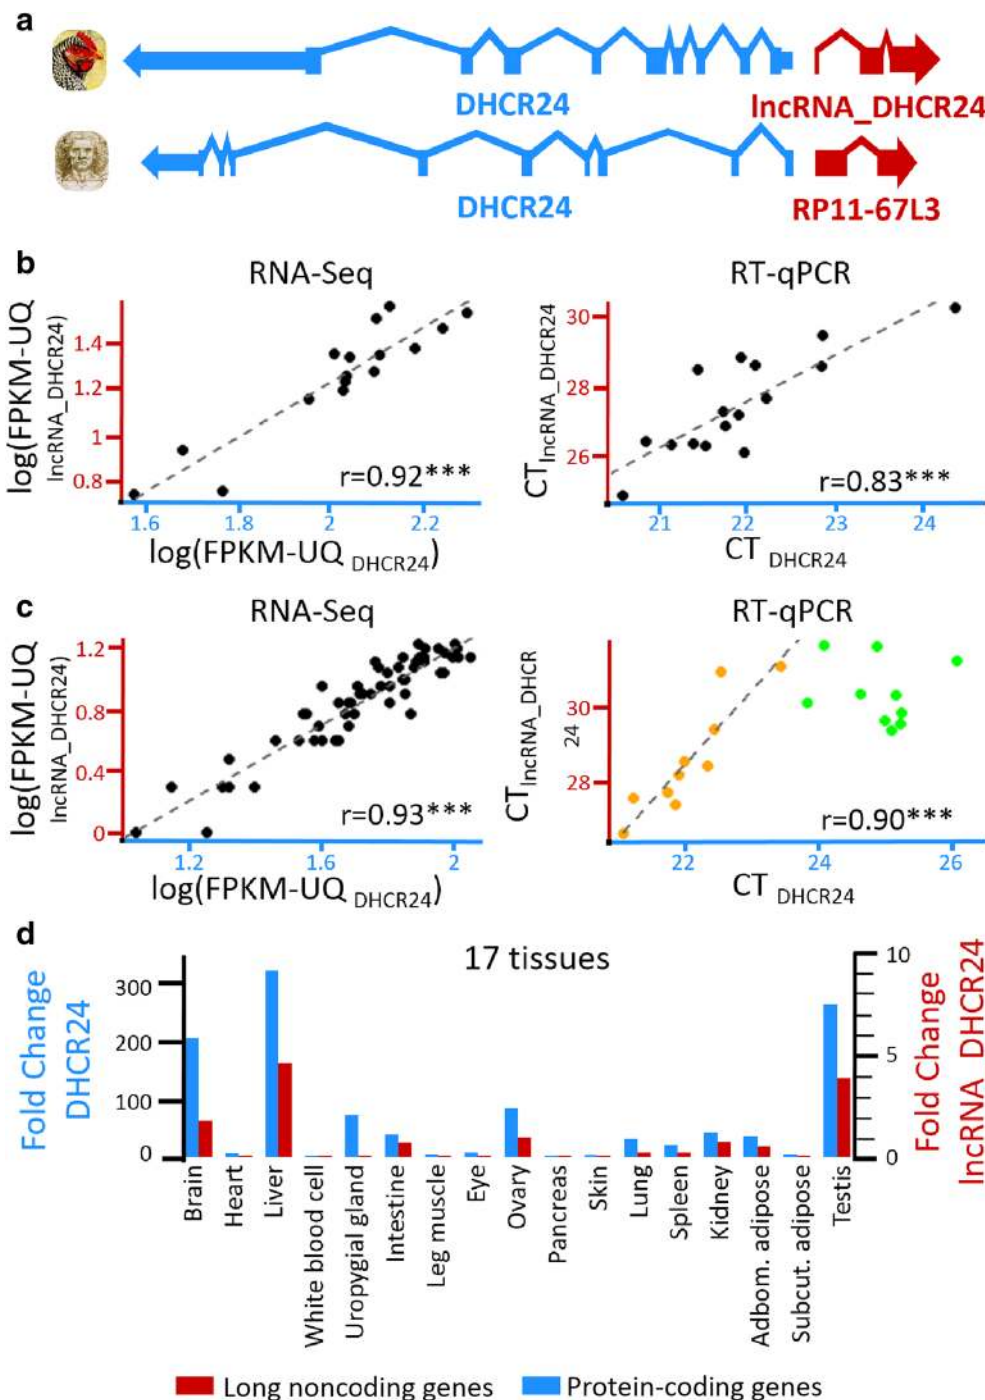 a
DHCR24
lncRNA_DHCR24
DHCR24
RP11-67L3
b
RNA-Seq
log(FPKM-UQ
lncRNA_DHCR24)
1.4
1.2
1
0.8
r=0.92***
1.6 1.8 2 2.2
log(FPKM-UQ DHCR24)
RT-qPCR
CT lncRNA_DHCR24
30
28
26
r=0.83***
21 22 23 24
CT DHCR24
c
RNA-Seq
log(FPKM-UQ
lncRNA_DHCR24)
1.2
0.8
0.4
0
r=0.93***
1.2 1.6 2
log(FPKM-UQ DHCR24)
RT-qPCR
CT lncRNA_DHCR
24
30
28
r=0.90***
22 24 26
CT DHCR24
d
17 tissues
Fold Change
DHCR24
300
200
100
0
10
5
0
Fold Change
lncRNA DHCR24
Brain
Heart
Liver
White blood cell
Uropygial gland
Intestine
Leg muscle
Eye
Ovary
Pancreas
Skin
Lung
Spleen
Kidney
Adbom. adipose
Subcut. adipose
Testis
Long noncoding genes
Protein-coding genes